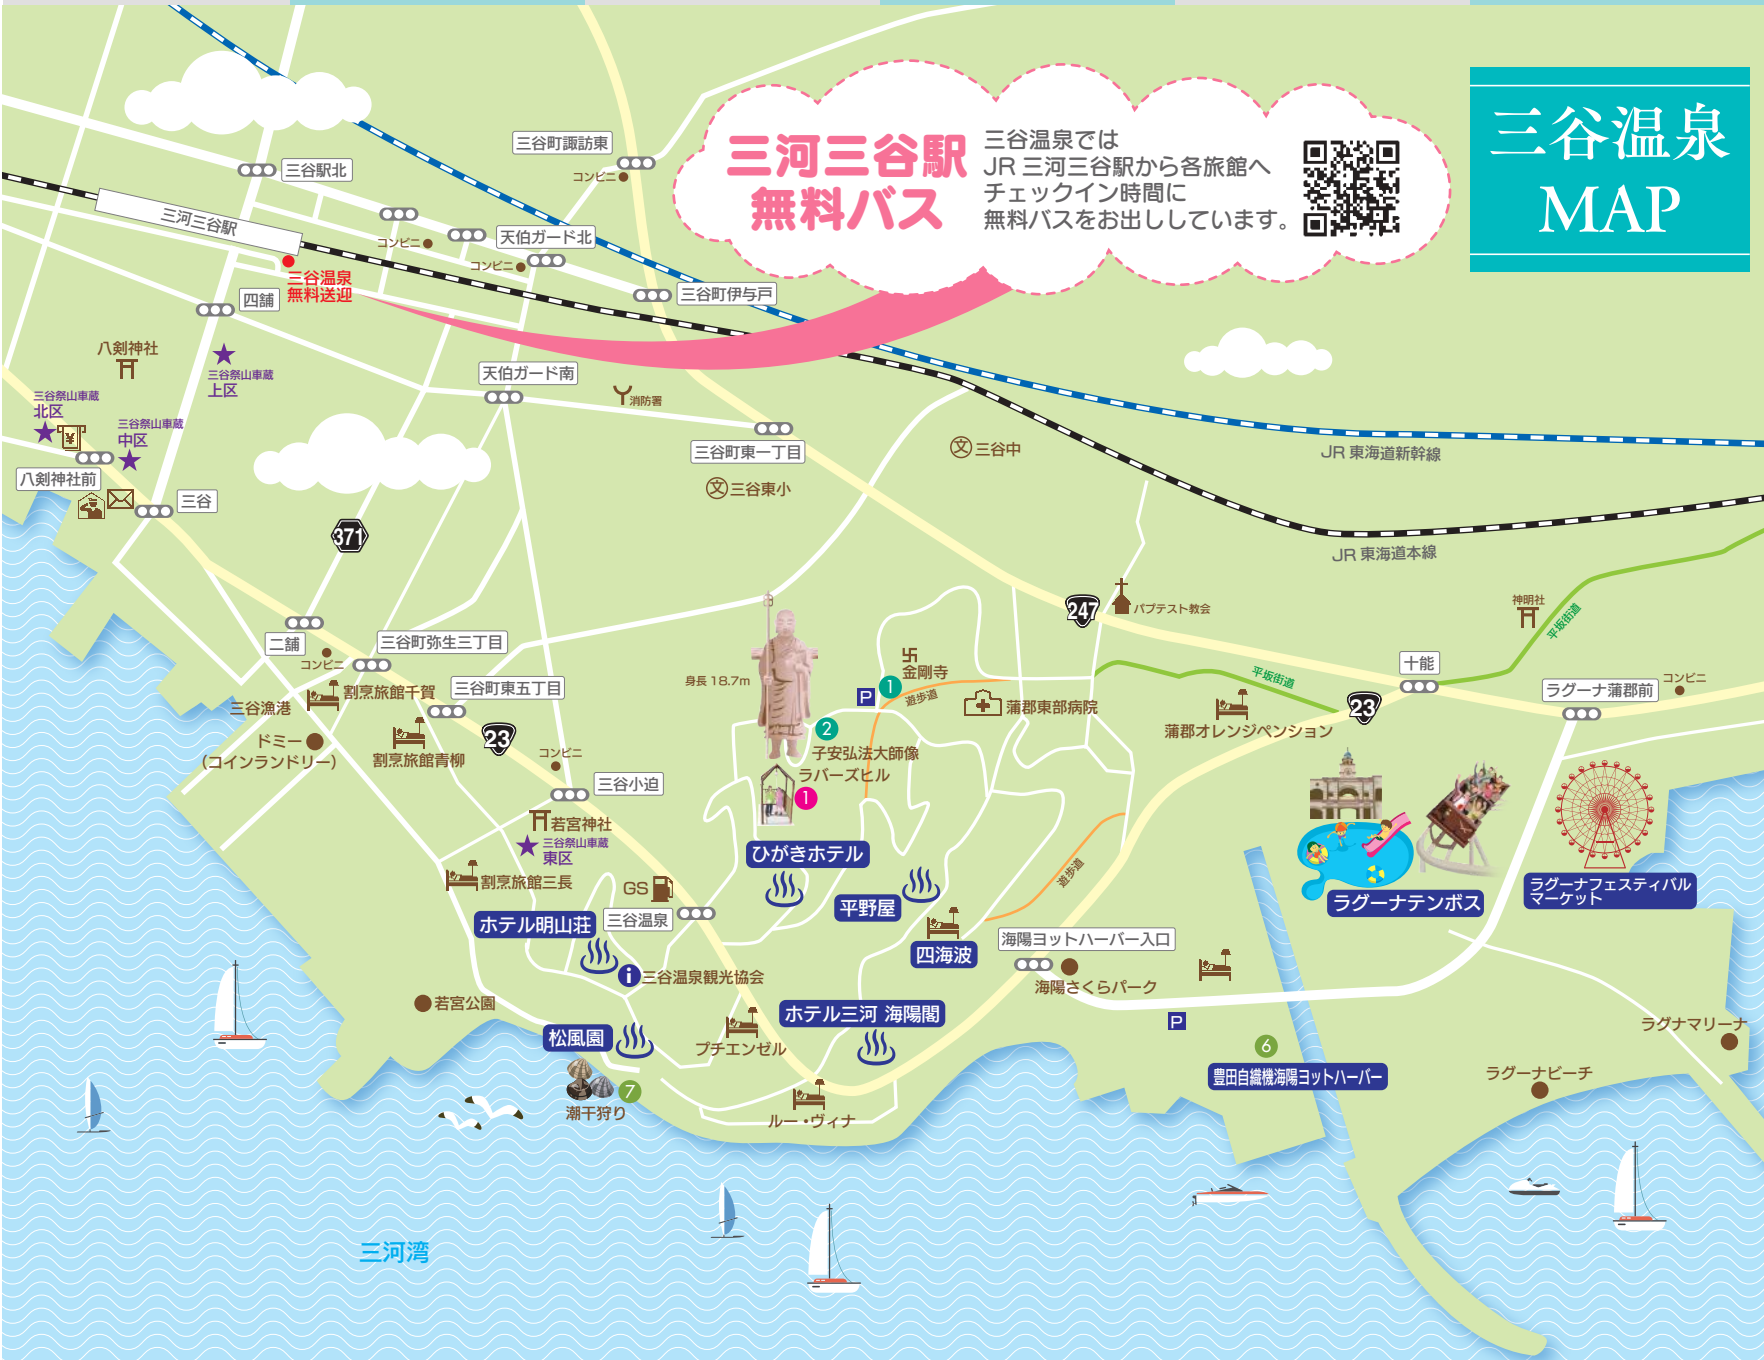 三谷温泉
MAP
三河三谷駅
無料バス
三谷温泉では
JR 三河三谷駅から各旅館へ
チェックイン時間に
無料バスをお出ししています。
三谷町諏訪東
コンビニ
三谷駅北
三河三谷駅
コンビニ
天伯ガード北
コンビニ
三谷温泉
無料送迎
四舗
三谷町伊与戸
八剣神社
三谷祭山車蔵
上区
三谷祭山車蔵
北区
三谷祭山車蔵
中区
天伯ガード南
消防署
三谷町東一丁目
三谷東小
三谷中
JR 東海道新幹線
JR 東海道本線
八剣神社前
三谷
371
247
バプテスト教会
神明社
平坂街道
二舗
コンビニ
三谷町弥生三丁目
割烹旅館千賀
三谷漁港
三谷町東五丁目
ドミー
(コインランドリー)
割烹旅館青柳
23
コンビニ
三谷小迫
若宮神社
三谷祭山車蔵
東区
割烹旅館三長
GS
三谷温泉
ホテル明山荘
i
三谷温泉観光協会
若宮公園
松風園
7
潮干狩り
プチエンゼル
ルー・ヴィナ
ホテル三河 海陽閣
身長 18.7m
P
1
卍
金剛寺
遊歩道
2
子安弘法大師像
ラバーズヒル
1
ひがきホテル
平野屋
四海波
蒲郡東部病院
平坂街道
蒲郡オレンジペンション
23
十能
ラグーナ蒲郡前
コンビニ
ラグーナテンボス
ラグーナフェスティバル
マーケット
遊歩道
海陽ヨットハーバー入口
海陽さくらパーク
P
6
豊田自織機海陽ヨットハーバー
ラグナマリーナ
ラグーナビーチ
三河湾